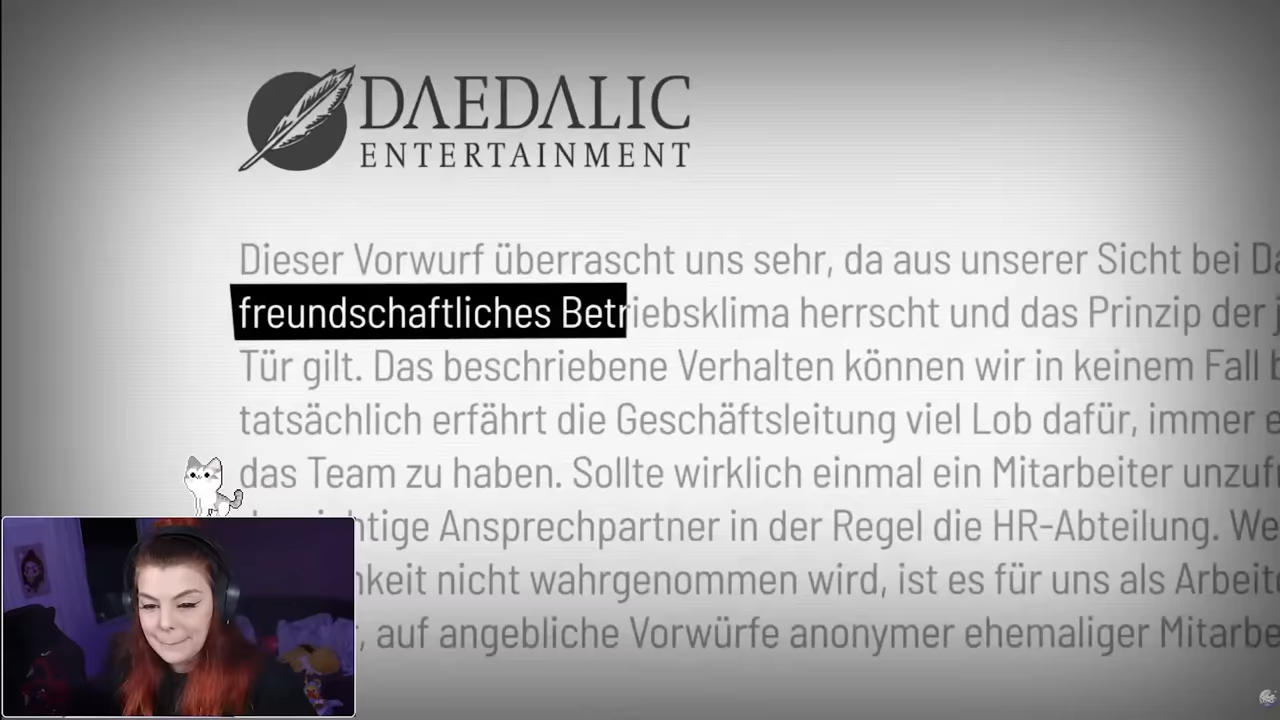 DAEDALIC
ENTERTAINMENT
Dieser Vorwurf überrascht uns sehr, da aus unserer Sicht bei
freundschaftliches Betriebsklima herrscht und das Prinzip der
Tür gilt. Das beschriebene Verhalten können wir in keinem Fall
tatsächlich erfährt die Geschäftsleitung viel Lob dafür, immer
das Team zu haben. Sollte wirklich einmal ein Mitarbeiter
Ansprechpartner in der Regel die HR-Abteilung.
nicht wahrgenommen wird, ist es für uns als
, auf angebliche Vorwürfe anonymer ehemaliger